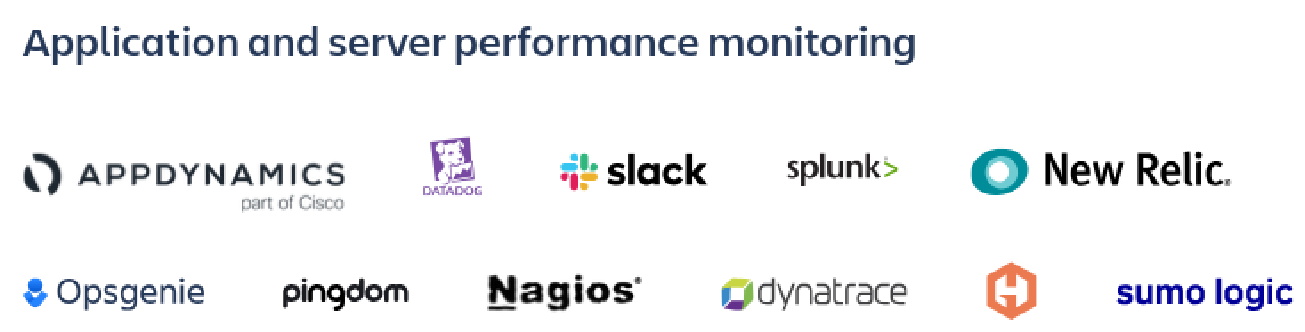 Application and server performance monitoring
APPDYNAMICS
part of Cisco
DATADOG
slack
splunk>
New Relic.
Opsgenie
pingdom
Nagios®
dynatrace
sumo logic